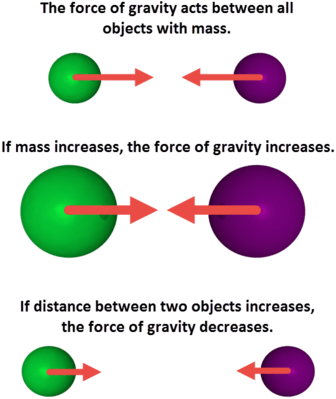 The force of gravity acts between all
objects with mass.
If mass increases, the force of gravity increases.
If distance between two objects increases,
the force of gravity decreases.